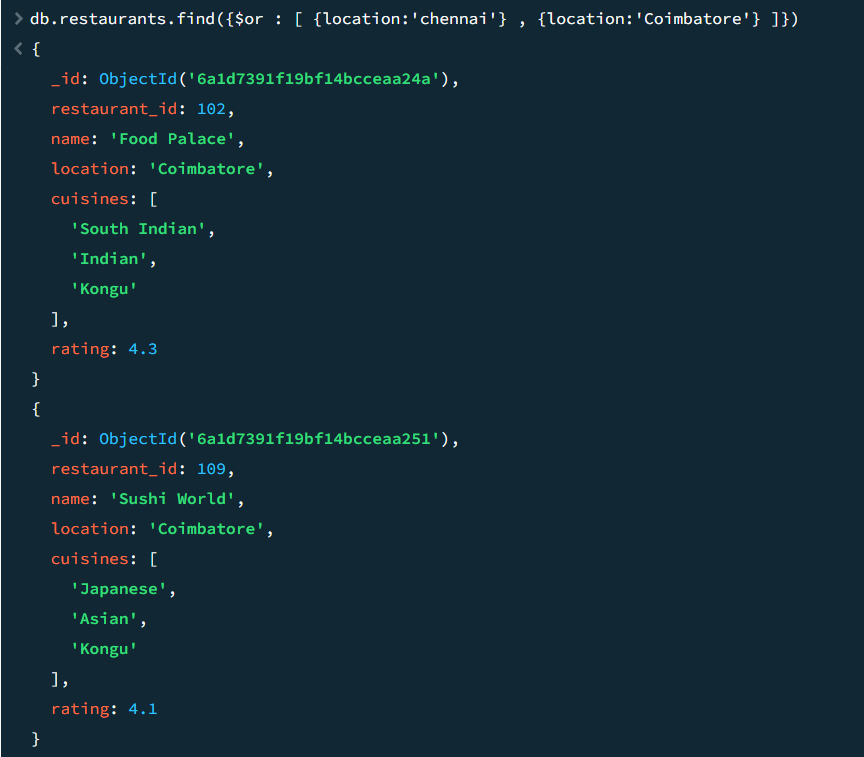 > db.restaurants.find({$or : [ {location:'chennai'} , {location:'Coimbatore'} ]})
< {
_id: ObjectId('6a1d7391f19bf14bcceaa24a'),
restaurant_id: 102,
name: 'Food Palace',
location: 'Coimbatore',
cuisines: [
'South Indian',
'Indian',
'Kongu'
],
rating: 4.3
}
{
_id: ObjectId('6a1d7391f19bf14bcceaa251'),
restaurant_id: 109,
name: 'Sushi World',
location: 'Coimbatore',
cuisines: [
'Japanese',
'Asian',
'Kongu'
],
rating: 4.1
}